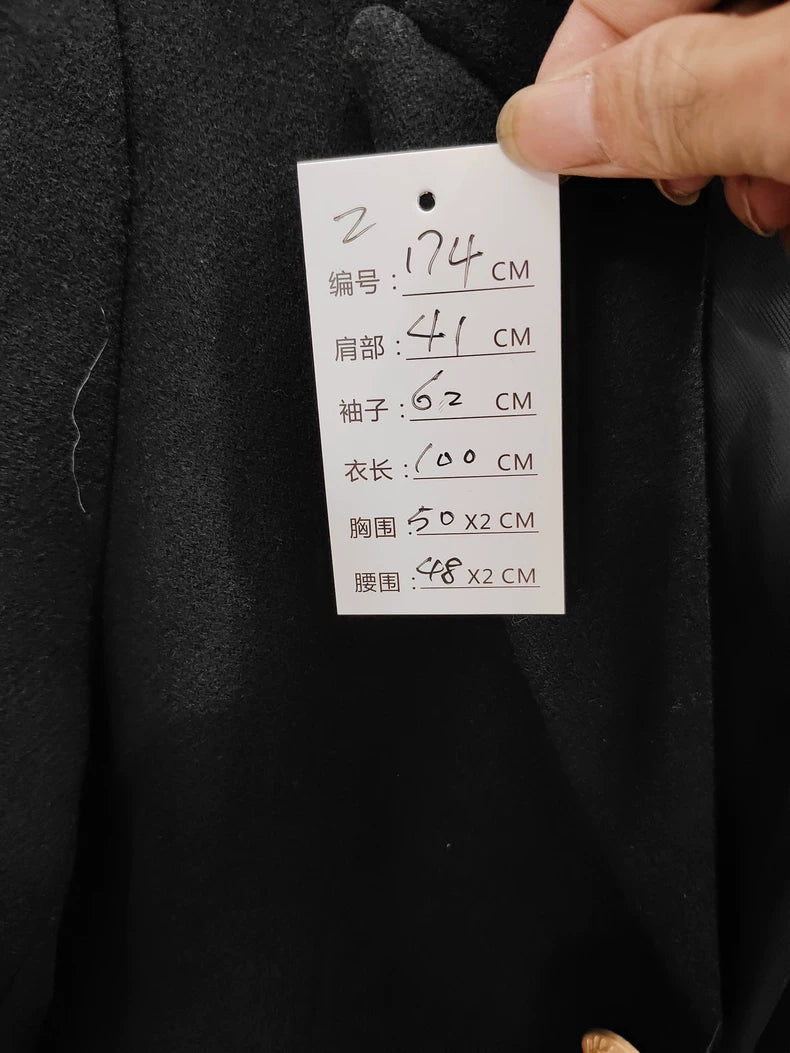 Z
编号：174 CM
肩部：41 CM
袖子：62 CM
衣长：100 CM
胸围：50 X2 CM
腰围：48 X2 CM